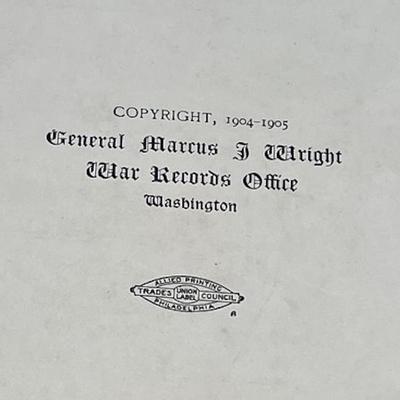 COPYRIGHT, 1904-1905
General Marcus J Wright
War Records Office
Washington
ALLIED PRINTING
TRADES UNION LABEL COUNCIL
PHILADELPHIA